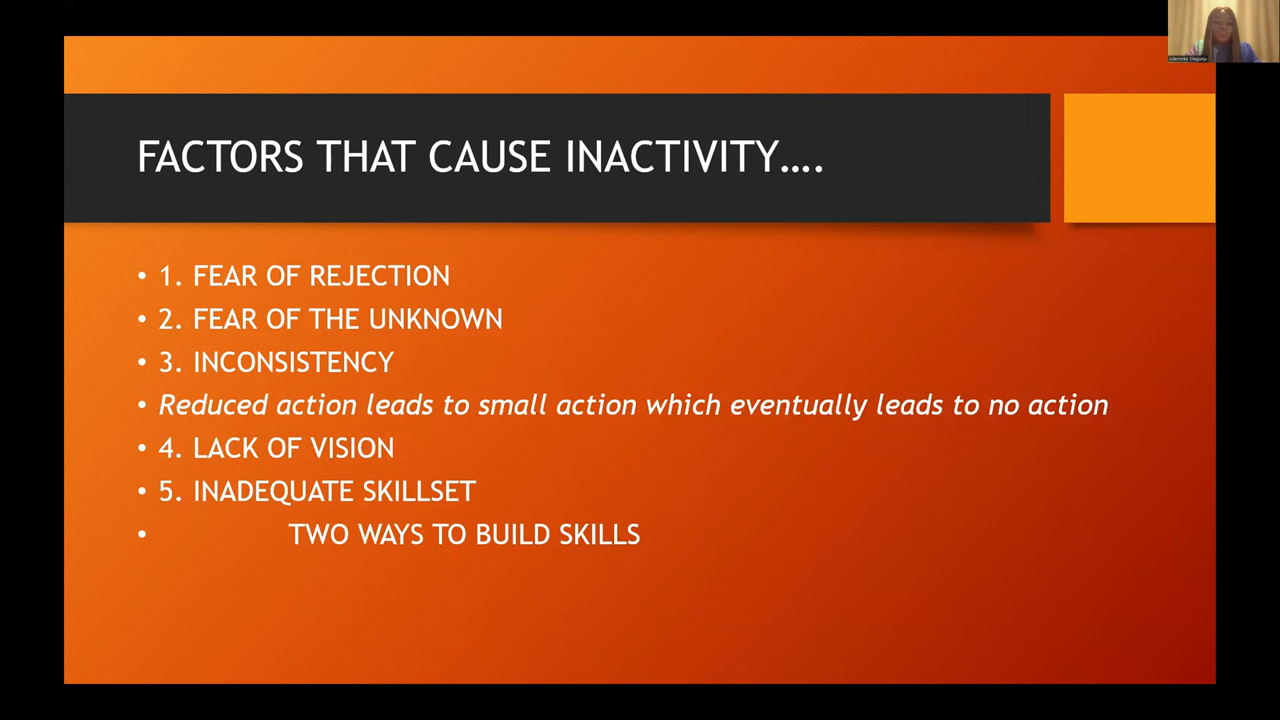 FACTORS THAT CAUSE INACTIVITY....
• 1. FEAR OF REJECTION
• 2. FEAR OF THE UNKNOWN
• 3. INCONSISTENCY
• Reduced action leads to small action which eventually leads to no action
• 4. LACK OF VISION
• 5. INADEQUATE SKILLSET
• TWO WAYS TO BUILD SKILLS
Aderonke Olagunju